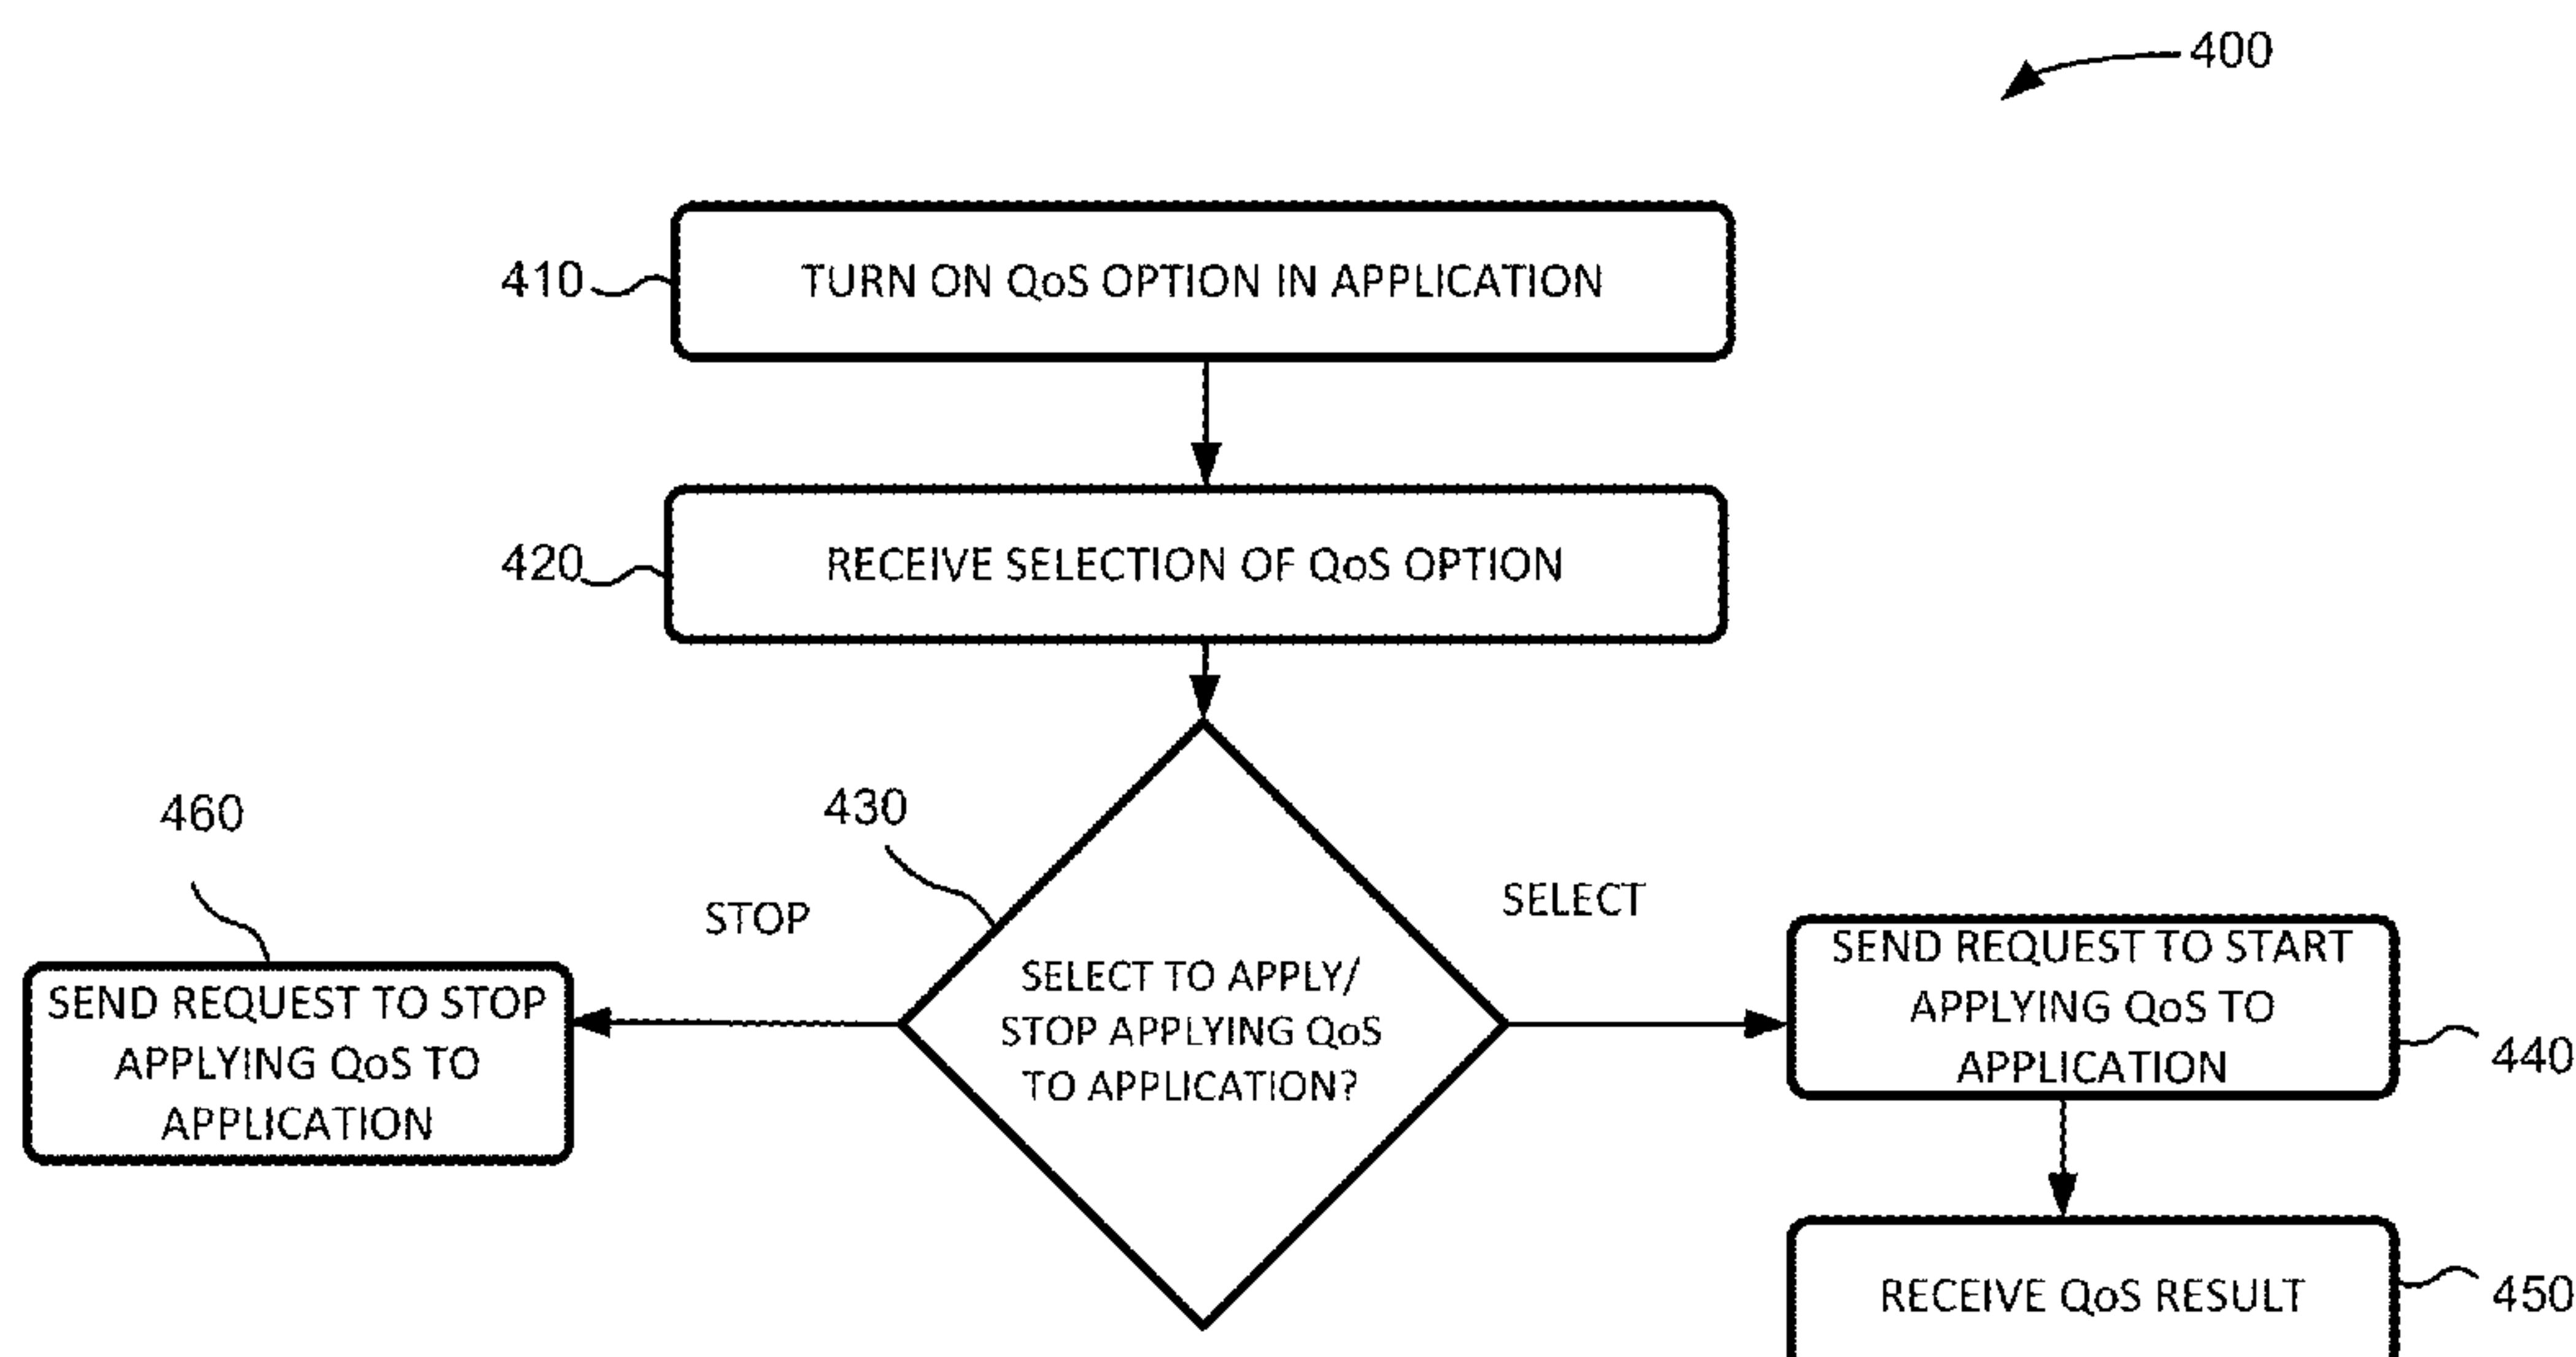 400
410
TURN ON QoS OPTION IN APPLICATION
420
RECEIVE SELECTION OF QoS OPTION
430
SELECT TO APPLY/
STOP APPLYING QoS
TO APPLICATION?
STOP
460
SEND REQUEST TO STOP
APPLYING QoS TO
APPLICATION
SELECT
SEND REQUEST TO START
APPLYING QoS TO
APPLICATION
440
RECEIVE QoS RESULT
450